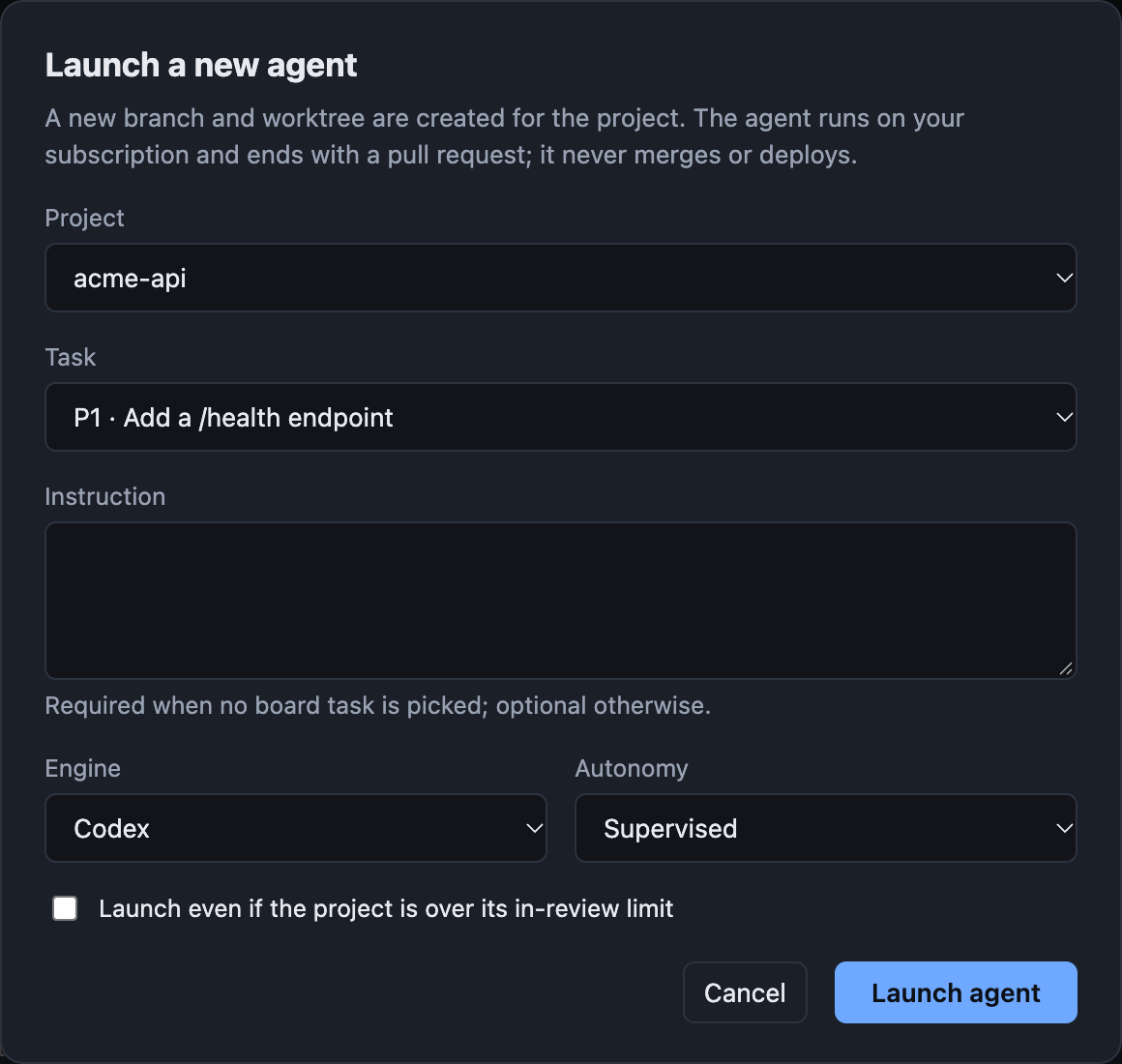 Launch a new agent
A new branch and worktree are created for the project. The agent runs on your
subscription and ends with a pull request; it never merges or deploys.
Project
acme-api
Task
P1 · Add a /health endpoint
Instruction
Required when no board task is picked; optional otherwise.
Engine
Autonomy
Codex
Supervised
Launch even if the project is over its in-review limit
Cancel
Launch agent